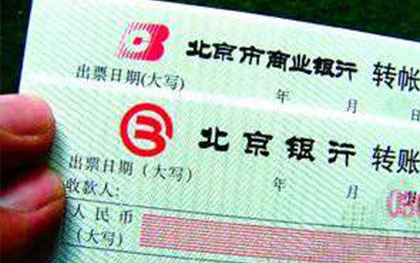 北京市商业银行 转帐
出票日期(大写) 年 月
北京银行 转账
出票日期（大写） 年 月
收款人：
人民币
（大写）